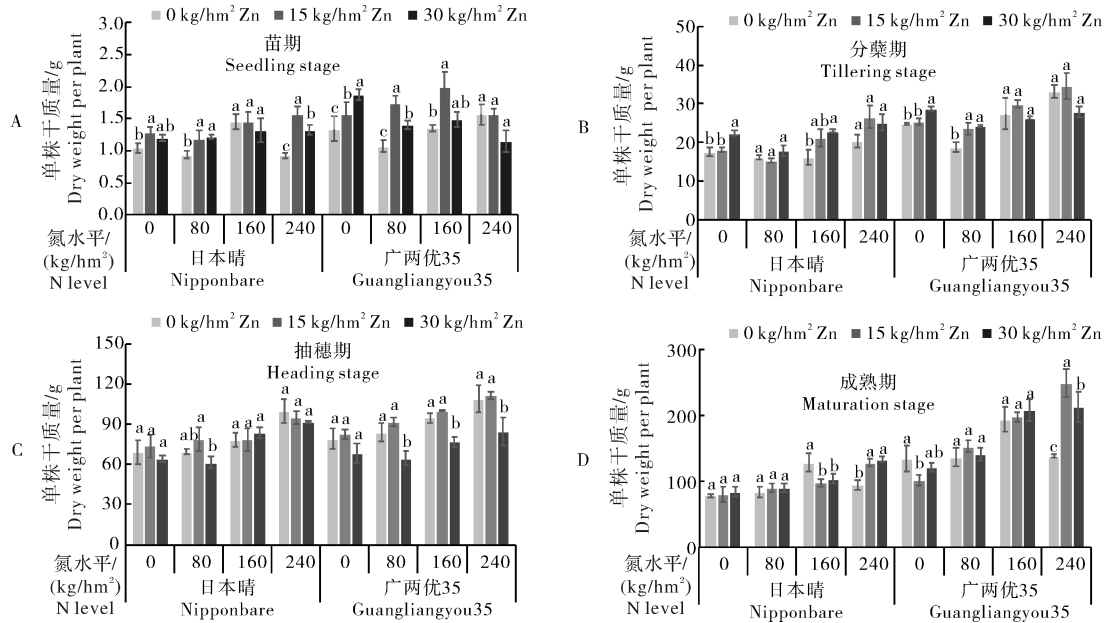 0 kg/hm² Zn 15 kg/hm² Zn 30 kg/hm² Zn
3.0
2.5
2.0
1.5
1.0
0.5
0.0
单株干质量/g
Dry weight per plant
A
苗期
Seedling stage
b a ab b a a a a a c a b c b a c a b b a ab a a b
0 80 160 240 0 80 160 240
氮水平/
(kg/hm²)
N level
日本晴 广两优35
Nipponbare Guangliangyou35
0 kg/hm² Zn 15 kg/hm² Zn 30 kg/hm² Zn
50
40
30
20
10
0
单株干质量/g
Dry weight per plant
B
分蘖期
Tillering stage
b b a a a a b ab a a a a b b a b a a a a a a a b
0 80 160 240 0 80 160 240
氮水平/
(kg/hm²)
N level
日本晴 广两优35
Nipponbare Guangliangyou35
0 kg/hm² Zn 15 kg/hm² Zn 30 kg/hm² Zn
150
120
90
60
30
0
单株干质量/g
Dry weight per plant
C
抽穗期
Heading stage
a a a ab a b a a a a a a a a a a a b a a b a a b
0 80 160 240 0 80 160 240
氮水平/
(kg/hm²)
N level
日本晴 广两优35
Nipponbare Guangliangyou35
0 kg/hm² Zn 15 kg/hm² Zn 30 kg/hm² Zn
300
200
100
0
单株干质量/g
Dry weight per plant
D
成熟期
Maturation stage
a a a a a a a b b b a a a b ab a a a a a a c a b
0 80 160 240 0 80 160 240
氮水平/
(kg/hm²)
N level
日本晴 广两优35
Nipponbare Guangliangyou35